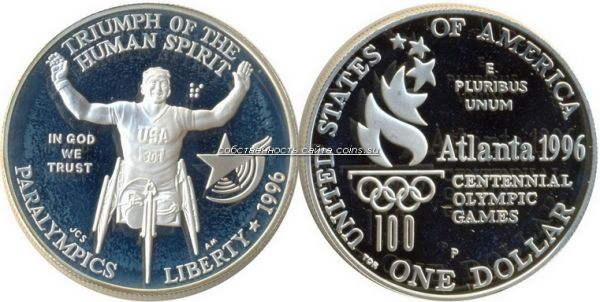 TRIUMPH OF THE
HUMAN SPIRIT
IN GOD
WE
TRUST
USA
301
PARALYMPICS
LIBERTY * 1996
JCS
AM
собственность сайта coins.su
UNITED STATES OF AMERICA
E
PLURIBUS
UNUM
Atlanta 1996
CENTENNIAL
OLYMPIC
GAMES
100
P
ONE DOLLAR